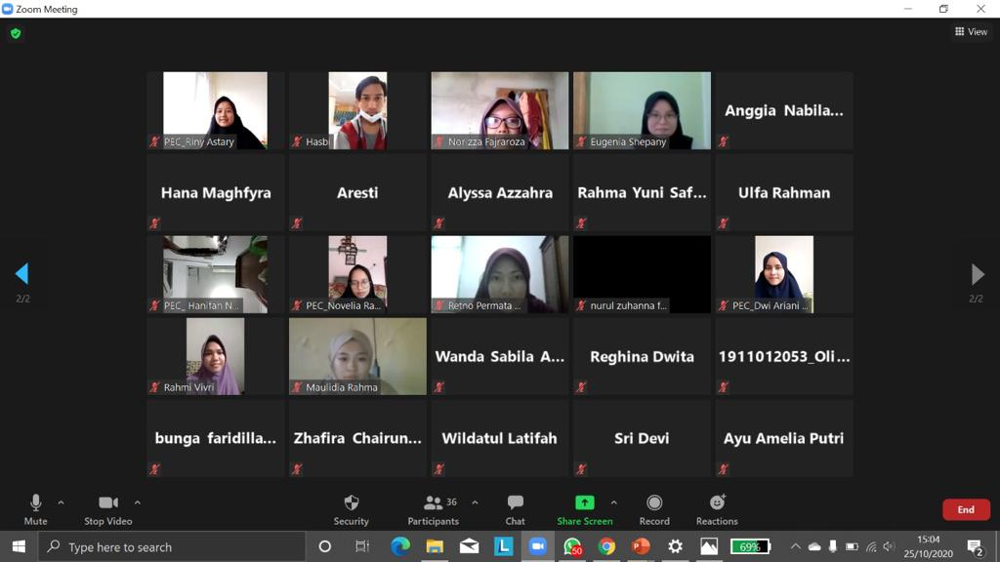 Zoom Meeting
View
PEC_Riny Astary
Hasbi
Norizza Fajraroza
Eugenia Shepany
Anggia Nabila...
Hana Maghfyra
Aresti
Alyssa Azzahra
Rahma Yuni Saf...
Ulfa Rahman
PEC_ Hanifan N...
PEC_Novelia Ra...
Retno Permata ...
nurul zuhanna f...
PEC_Dwi Ariani ...
2/2
2/2
Rahmi Vivri
Maulidia Rahma
Wanda Sabila A...
Reghina Dwita
1911012053_Oli...
bunga faridilla...
Zhafira Chairun...
Wildatul Latifah
Sri Devi
Ayu Amelia Putri
Mute
Stop Video
Security
Participants
36
Chat
Share Screen
Record
Reactions
End
Type here to search
L
50
69%
15:04
25/10/2020
2